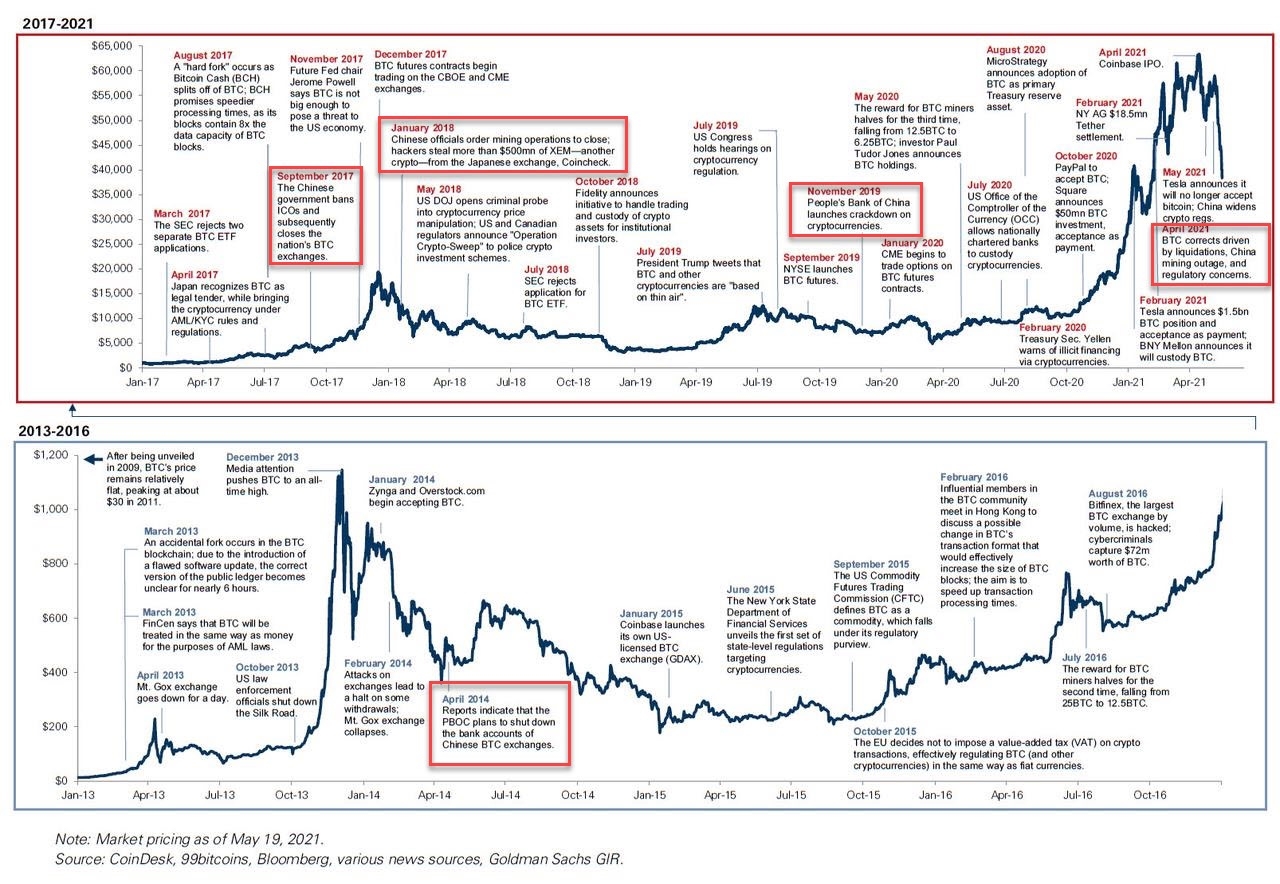 2017-2021
$65,000
$60,000
$55,000
$50,000
$45,000
$40,000
$35,000
$30,000
$25,000
$20,000
$15,000
$10,000
$5,000
$0
August 2017
A "hard fork" occurs as
Bitcoin Cash (BCH)
splits off of BTC; BCH
promises speedier
processing times, as its
blocks contain 8x the
data capacity of BTC
blocks.
November 2017
Future Fed chair
Jerome Powell
says BTC is not
big enough to
pose a threat to
the US economy.
December 2017
BTC futures contracts begin
trading on the CBOE and CME
exchanges.
January 2018
Chinese officials order mining operations to close;
hackers steal more than $500mn of XEM—another
crypto—from the Japanese exchange, Coincheck.
September 2017
The Chinese
government bans
ICOs and
subsequently
closes the
nation's BTC
exchanges.
March 2017
The SEC rejects two
separate BTC ETF
applications.
April 2017
Japan recognizes BTC as
legal tender, while bringing
the cryptocurrency under
AML/KYC rules and
regulations.
May 2018
US DOJ opens criminal probe
into cryptocurrency price
manipulation; US and Canadian
regulators announce "Operation
Crypto-Sweep" to police crypto
investment schemes.
July 2018
SEC rejects
application for
BTC ETF.
October 2018
Fidelity announces
initiative to handle trading
and custody of crypto
assets for institutional
investors.
July 2019
US Congress
holds hearings on
cryptocurrency
regulation.
July 2019
President Trump tweets that
BTC and other
cryptocurrencies are "based
on thin air".
September 2019
NYSE launches
BTC futures.
November 2019
People's Bank of China
launches crackdown on
cryptocurrencies.
January 2020
CME begins to
trade options on
BTC futures
contracts.
May 2020
The reward for BTC miners
halves for the third time,
falling from 12.5BTC to
6.25BTC; investor Paul
Tudor Jones announces
BTC holdings.
August 2020
MicroStrategy
announces adoption of
BTC as primary
Treasury reserve
asset.
July 2020
US Office of the
Comptroller of the
Currency (OCC)
allows nationally
chartered banks
to custody
cryptocurrencies.
February 2020
Treasury Sec. Yellen
warns of illicit financing
via cryptocurrencies.
October 2020
PayPal to
accept BTC;
Square
announces
$50mn BTC
investment,
acceptance as
payment.
February 2021
NY AG $18.5mn
Tether
settlement.
April 2021
Coinbase IPO.
May 2021
Tesla announces it
will no longer accept
bitcoin; China widens
crypto regs.
April 2021
BTC corrects driven
by liquidations, China
mining outage, and
regulatory concerns.
February 2021
Tesla announces $1.5bn
BTC position and
acceptance as payment;
BNY Mellon announces it
will custody BTC.
Jan-17 Apr-17 Jul-17 Oct-17 Jan-18 Apr-18 Jul-18 Oct-18 Jan-19 Apr-19 Jul-19 Oct-19 Jan-20 Apr-20 Jul-20 Oct-20 Jan-21 Apr-21
2013-2016
$1,200
$1,000
$800
$600
$400
$200
$0
After being unveiled
in 2009, BTC's price
remains relatively
flat, peaking at about
$30 in 2011.
December 2013
Media attention
pushes BTC to an all-
time high.
January 2014
Zynga and Overstock.com
begin accepting BTC.
March 2013
An accidental fork occurs in the BTC
blockchain; due to the introduction of
a flawed software update, the correct
version of the public ledger becomes
unclear for nearly 6 hours.
March 2013
FinCen says that BTC will be
treated in the same way as money
for the purposes of AML laws.
April 2013
Mt. Gox exchange
goes down for a day.
October 2013
US law
enforcement
officials shut down
the Silk Road.
February 2014
Attacks on
exchanges lead to
a halt on some
withdrawals;
Mt. Gox exchange
collapses.
April 2014
Reports indicate that the
PBOC plans to shut down
the bank accounts of
Chinese BTC exchanges.
January 2015
Coinbase launches
its own US-
licensed BTC
exchange (GDAX).
June 2015
The New York State
Department of
Financial Services
unveils the first set of
state-level regulations
targeting
cryptocurrencies.
September 2015
The US Commodity
Futures Trading
Commission (CFTC)
defines BTC as a
commodity, which falls
under its regulatory
purview.
October 2015
The EU decides not to impose a value-added tax (VAT) on crypto
transactions, effectively regulating BTC (and other
cryptocurrencies) in the same way as fiat currencies.
February 2016
Influential members in
the BTC community
meet in Hong Kong to
discuss a possible
change in BTC's
transaction format that
would effectively
increase the size of BTC
blocks; the aim is to
speed up transaction
processing times.
August 2016
Bitfinex, the largest
BTC exchange by
volume, is hacked;
cybercriminals
capture $72m
worth of BTC.
July 2016
The reward for BTC
miners halves for the
second time, falling from
25BTC to 12.5BTC.
Jan-13 Apr-13 Jul-13 Oct-13 Jan-14 Apr-14 Jul-14 Oct-14 Jan-15 Apr-15 Jul-15 Oct-15 Jan-16 Apr-16 Jul-16 Oct-16
Note: Market pricing as of May 19, 2021.
Source: CoinDesk, 99bitcoins, Bloomberg, various news sources, Goldman Sachs GIR.